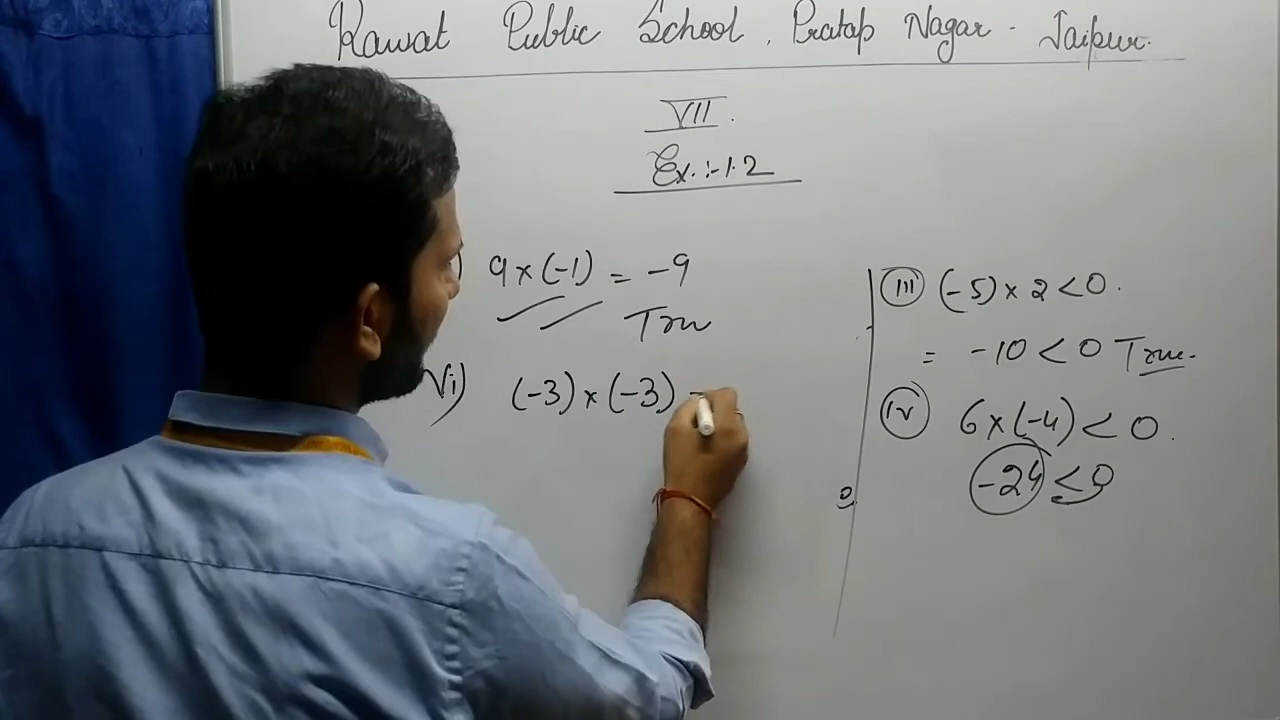 Rawat Public School, Pratap Nagar - Jaipur.
VII.
Ex. :- 1.2
) 9 × (-1) = -9
True
Vi) (-3) × (-3) =
(iii) (-5) × 2 < 0.
= -10 < 0 True.
(iv) 6 × (-4) < 0.
-24 < 0